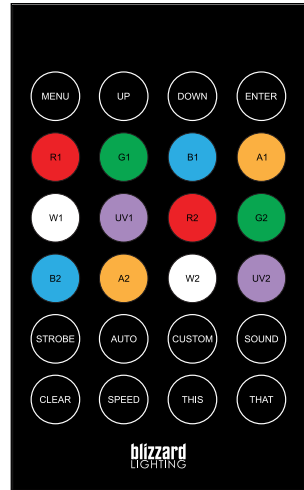 MENU UP DOWN ENTER
R1 G1 B1 A1
W1 UV1 R2 G2
B2 A2 W2 UV2
STROBE AUTO CUSTOM SOUND
CLEAR SPEED THIS THAT
blizzard
LIGHTING